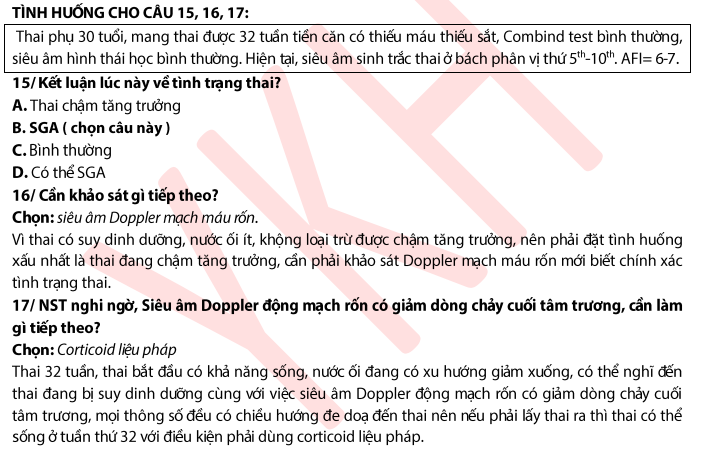 TÌNH HUỐNG CHO CÂU 15, 16, 17:
Thai phụ 30 tuổi, mang thai được 32 tuần tiền căn có thiếu máu thiếu sắt, Combind test bình thường,
siêu âm hình thái học bình thường. Hiện tại, siêu âm sinh trắc thai ở bách phân vị thứ 5th-10th. AFI= 6-7.
15/ Kết luận lúc này về tình trạng thai?
A. Thai chậm tăng trưởng
B. SGA ( chọn câu này )
C. Bình thường
D. Có thể SGA
16/ Cần khảo sát gì tiếp theo?
Chọn: siêu âm Doppler mạch máu rốn.
Vì thai có suy dinh dưỡng, nước ối ít, không loại trừ được chậm tăng trưởng, nên phải đặt tình huống
xấu nhất là thai đang chậm tăng trưởng, cần phải khảo sát Doppler mạch máu rốn mới biết chính xác
tình trạng thai.
17/ NST nghi ngờ, Siêu âm Doppler động mạch rốn có giảm dòng chảy cuối tâm trương, cần làm
gì tiếp theo?
Chọn: Corticoid liệu pháp
Thai 32 tuần, thai bắt đầu có khả năng sống, nước ối đang có xu hướng giảm xuống, có thể nghĩ đến
thai đang bị suy dinh dưỡng cùng với việc siêu âm Doppler động mạch rốn có giảm dòng chảy cuối
tâm trương, mọi thông số đều có chiều hướng đe doạ đến thai nên nếu phải lấy thai ra thì thai có thể
sống ở tuần thứ 32 với điều kiện phải dùng corticoid liệu pháp.
YKH